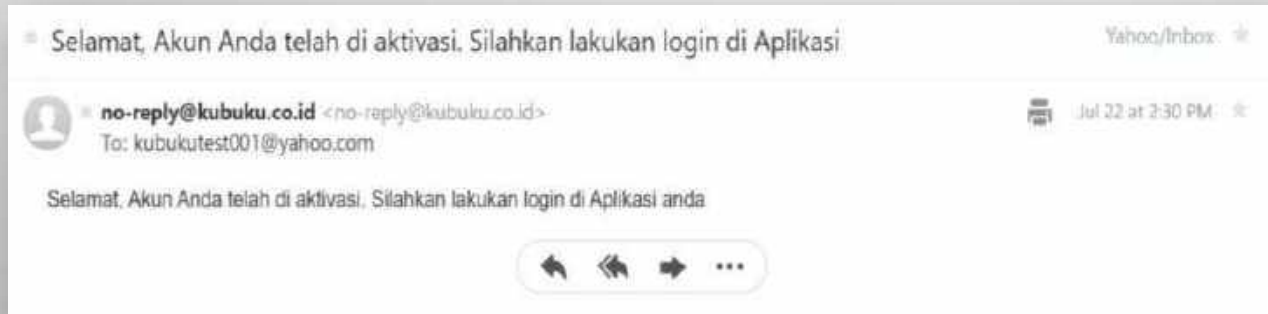 Selamat, Akun Anda telah di aktivasi. Silahkan lakukan login di Aplikasi
Yahoo/Inbox
no-reply@kubuku.co.id <no-reply@kubuku.co.id>
Jul 22 at 2:30 PM
To: kubukutest001@yahoo.com
Selamat, Akun Anda telah di aktivasi. Silahkan lakukan login di Aplikasi anda